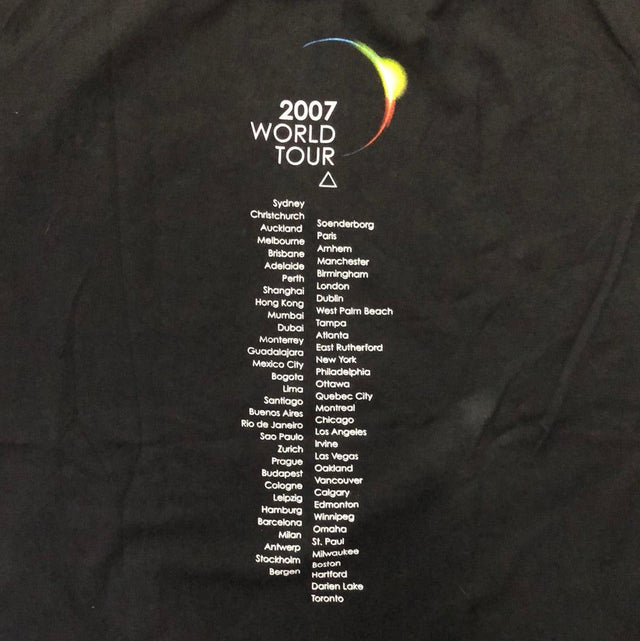 2007
WORLD
TOUR
Sydney
Christchurch
Auckland
Melbourne
Brisbane
Adelaide
Perth
Shanghai
Hong Kong
Mumbai
Dubai
Monterrey
Guadalajara
Mexico City
Bogota
Lima
Santiago
Buenos Aires
Rio de Janeiro
Sao Paulo
Zurich
Prague
Budapest
Cologne
Leipzig
Hamburg
Barcelona
Milan
Antwerp
Stockholm
Bergen
Soenderborg
Paris
Arnhem
Manchester
Birmingham
London
Dublin
West Palm Beach
Tampa
Atlanta
East Rutherford
New York
Philadelphia
Ottawa
Quebec City
Montreal
Chicago
Los Angeles
Irvine
Las Vegas
Oakland
Vancouver
Calgary
Edmonton
Winnipeg
Omaha
St. Paul
Milwaukee
Boston
Hartford
Darien Lake
Toronto